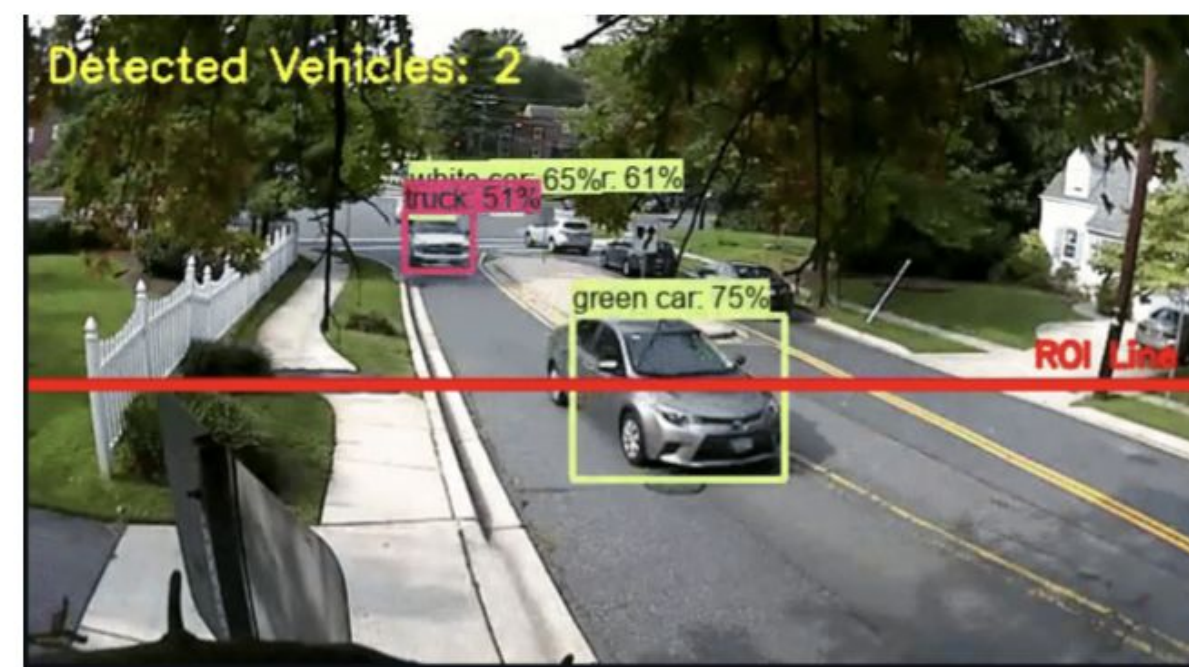 Detected Vehicles: 2
white car: 65%r: 61%
truck: 51%
green car: 75%
ROI Line